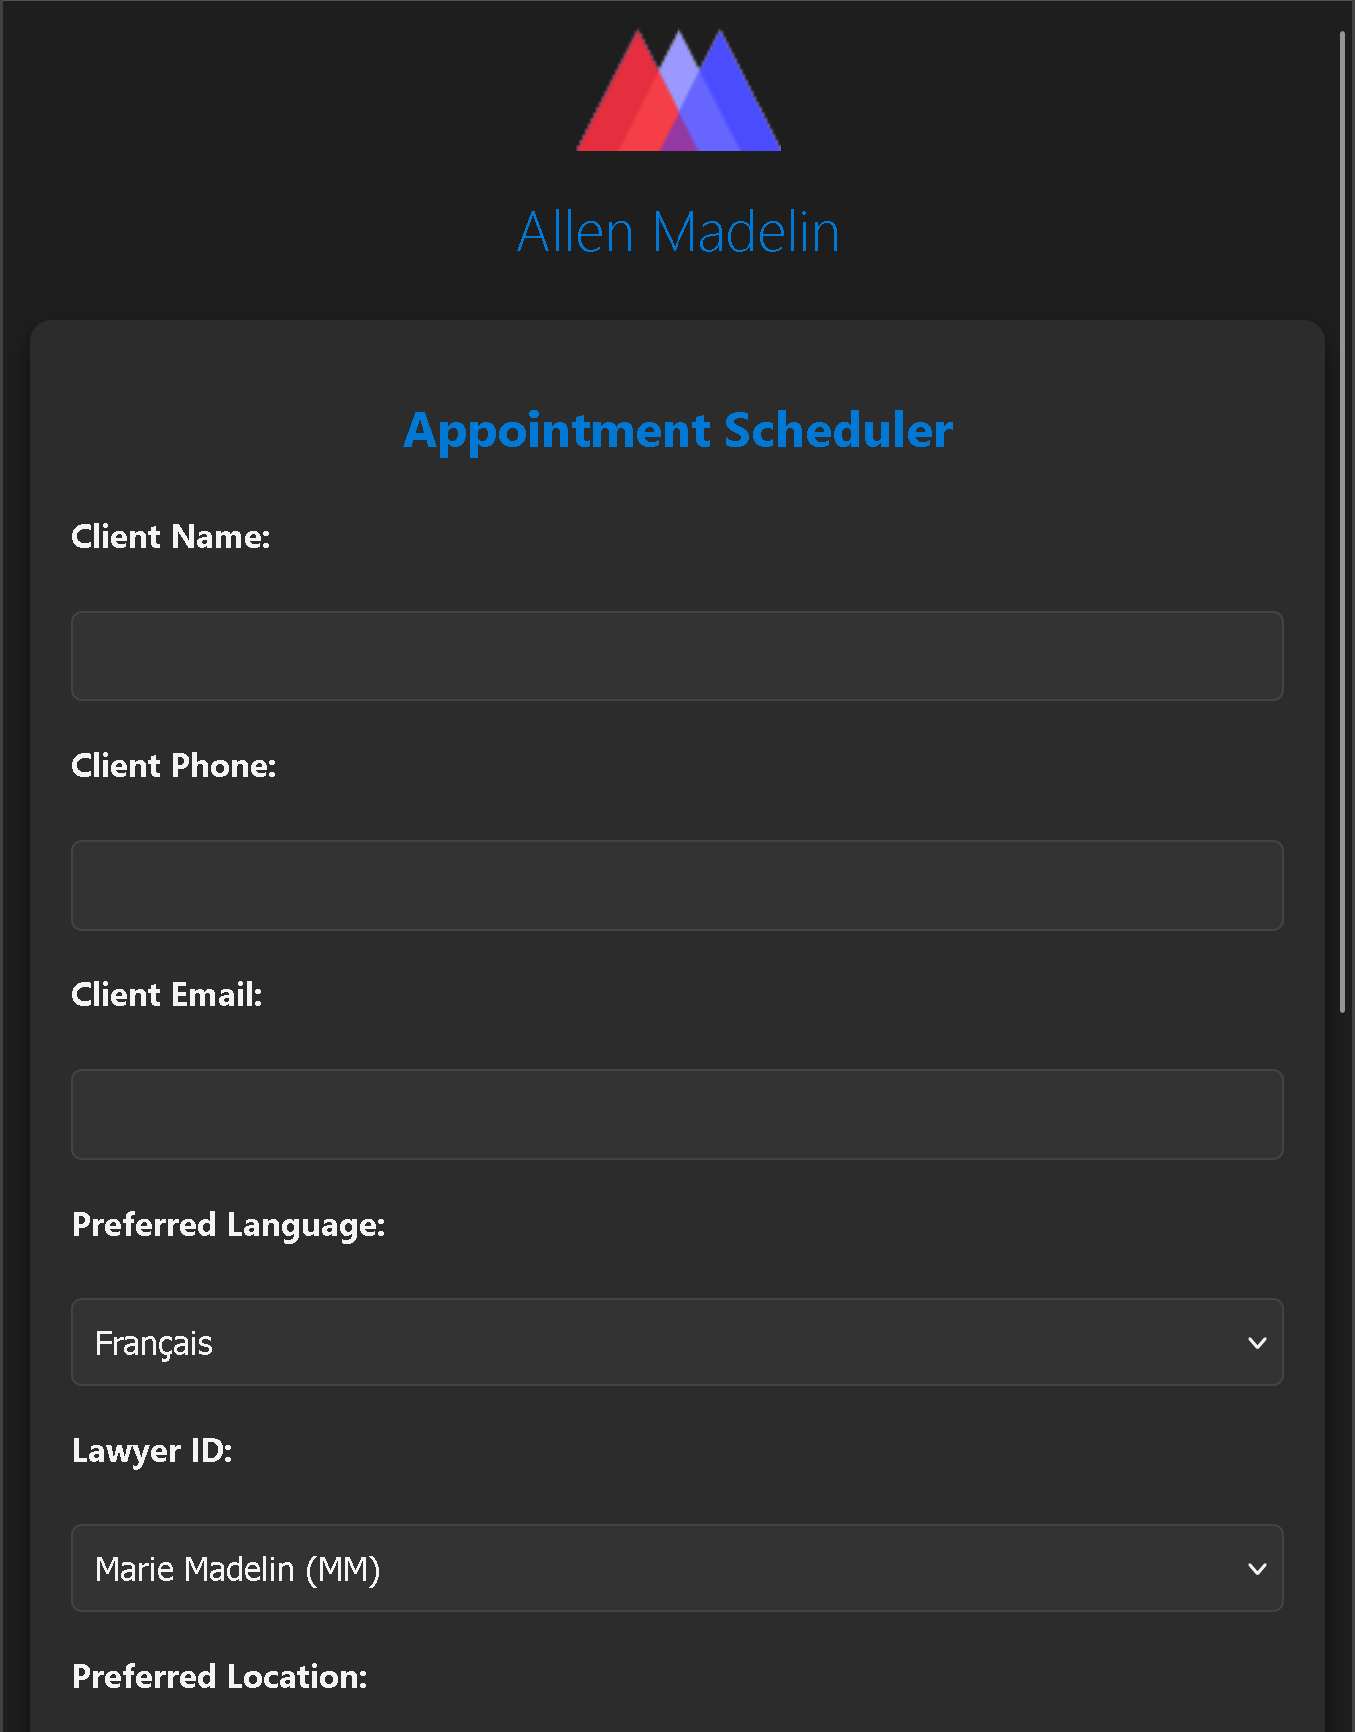 Allen Madelin
Appointment Scheduler
Client Name:
Client Phone:
Client Email:
Preferred Language:
Français
Lawyer ID:
Marie Madelin (MM)
Preferred Location: